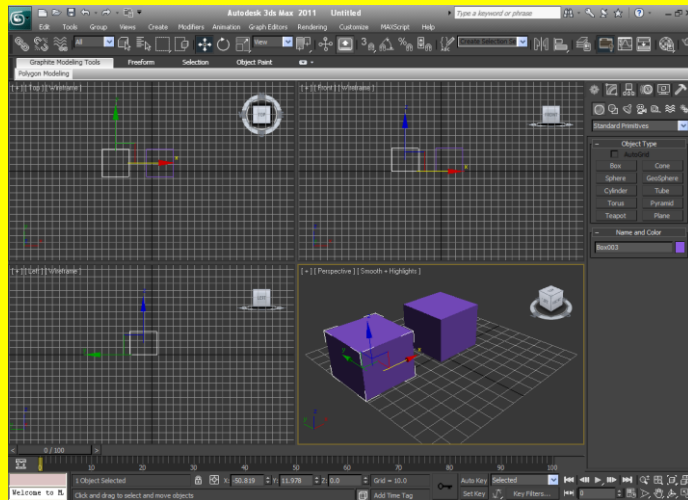 Autodesk 3ds Max 2011 Untitled
Type a keyword or phrase
Edit Tools Group Views Create Modifiers Animation Graph Editors Rendering Customize MAXScript Help
All
View
3
Create Selection Se
Graphite Modeling Tools Freeform Selection Object Paint
Polygon Modeling
[ + ] [ Top ] [ Wireframe ]
[ + ] [ Front ] [ Wireframe ]
Standard Primitives
Object Type
AutoGrid
Box Cone
Sphere GeoSphere
Cylinder Tube
Torus Pyramid
Teapot Plane
Name and Color
Box003
[ + ] [ Left ] [ Wireframe ]
[ + ] [ Perspective ] [ Smooth + Highlights ]
0 / 100
0 10 20 30 40 50 60 70 80 90 100
1 Object Selected X: -50.819 Y: 11.978 Z: 0.0 Grid = 10.0 Auto Key Selected
Welcome to M Click and drag to select and move objects Add Time Tag Set Key Key Filters... 0